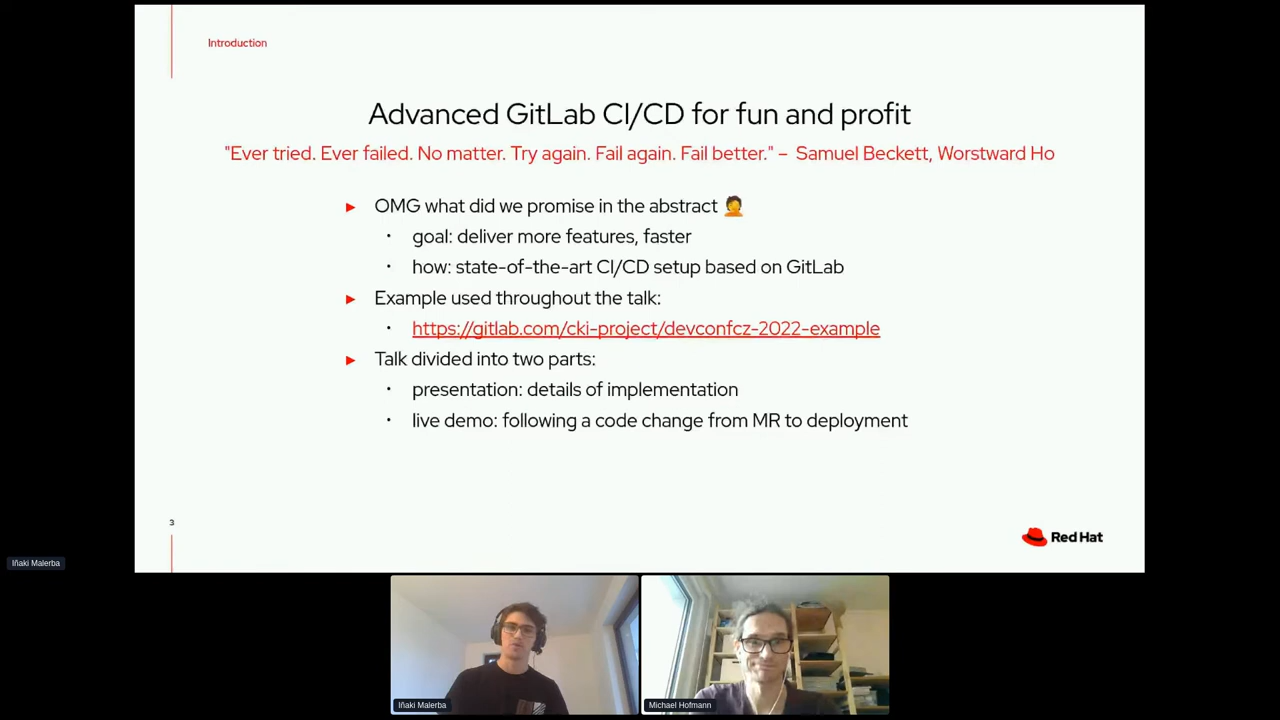 Introduction
Advanced GitLab CI/CD for fun and profit
"Ever tried. Ever failed. No matter. Try again. Fail again. Fail better." – Samuel Beckett, Worstward Ho
► OMG what did we promise in the abstract 🤦
• goal: deliver more features, faster
• how: state-of-the-art CI/CD setup based on GitLab
► Example used throughout the talk:
• https://gitlab.com/cki-project/devconfcz-2022-example
► Talk divided into two parts:
• presentation: details of implementation
• live demo: following a code change from MR to deployment
3
Red Hat
Iñaki Malerba
Iñaki Malerba
Michael Hofmann